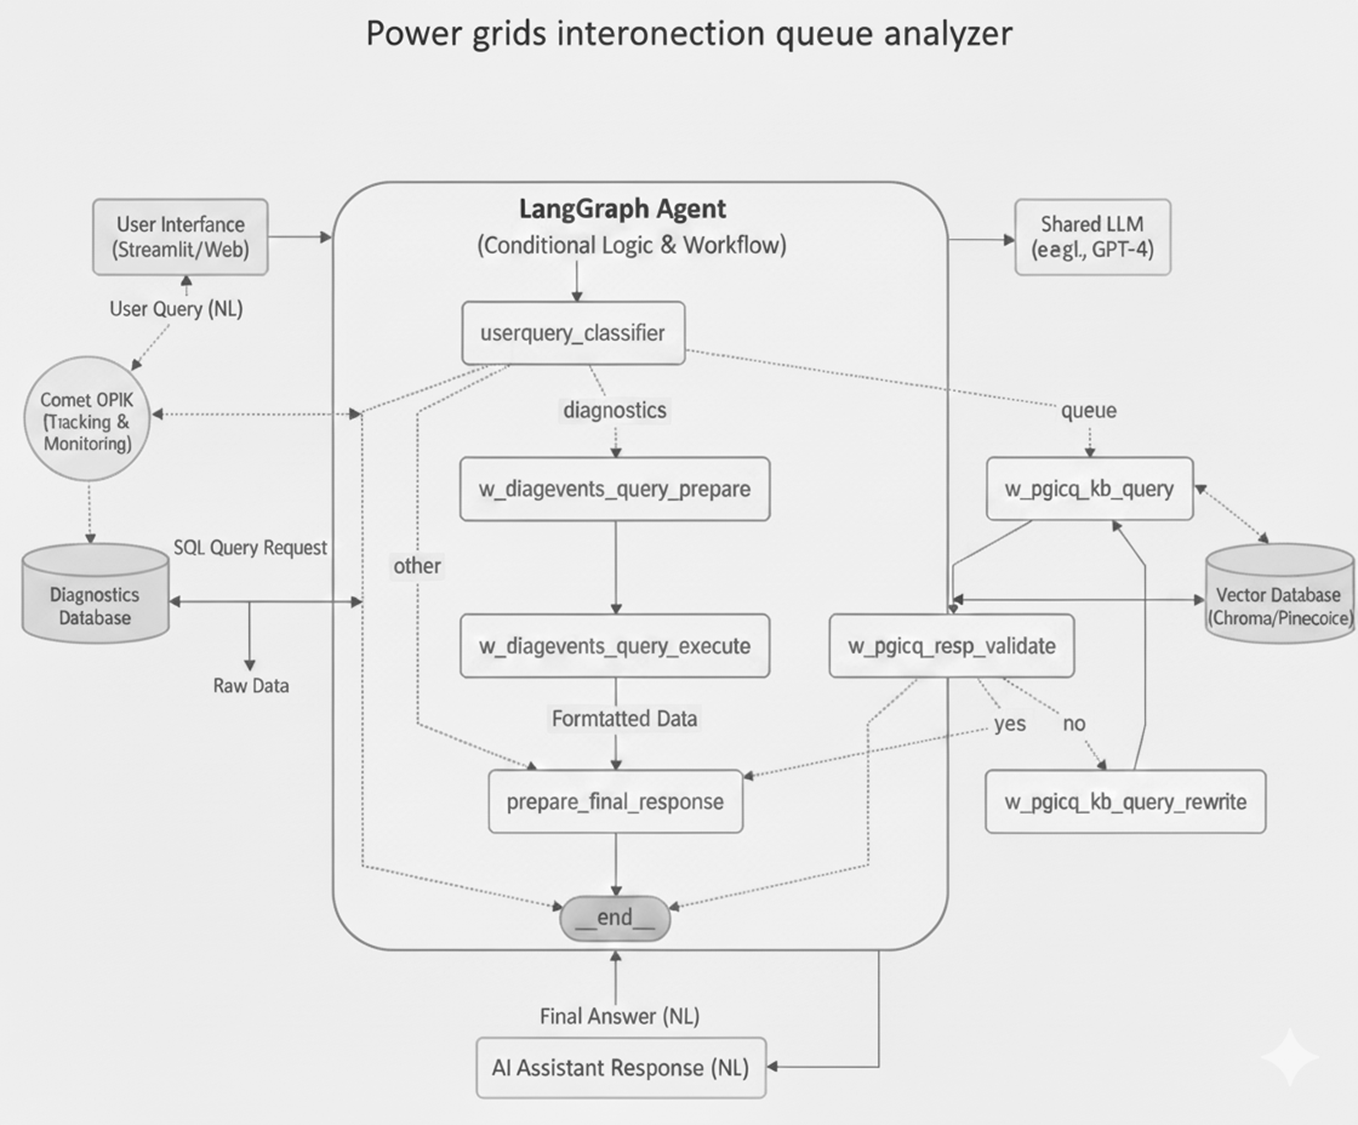 Power grids interonection queue analyzer
LangGraph Agent
(Conditional Logic & Workflow)
User Interfance
(Streamlit/Web)
Shared LLM
(eegl., GPT-4)
User Query (NL)
userquery_classifier
Comet OPIK
(Tracking &
Monitoring)
diagnostics
queue
w_diagevents_query_prepare
w_pgicq_kb_query
SQL Query Request
other
Diagnostics
Database
Vector Database
(Chroma/Pinecoice)
w_diagevents_query_execute
w_pgicq_resp_validate
Raw Data
Formtatted Data
yes
no
prepare_final_response
w_pgicq_kb_query_rewrite
__end__
Final Answer (NL)
AI Assistant Response (NL)